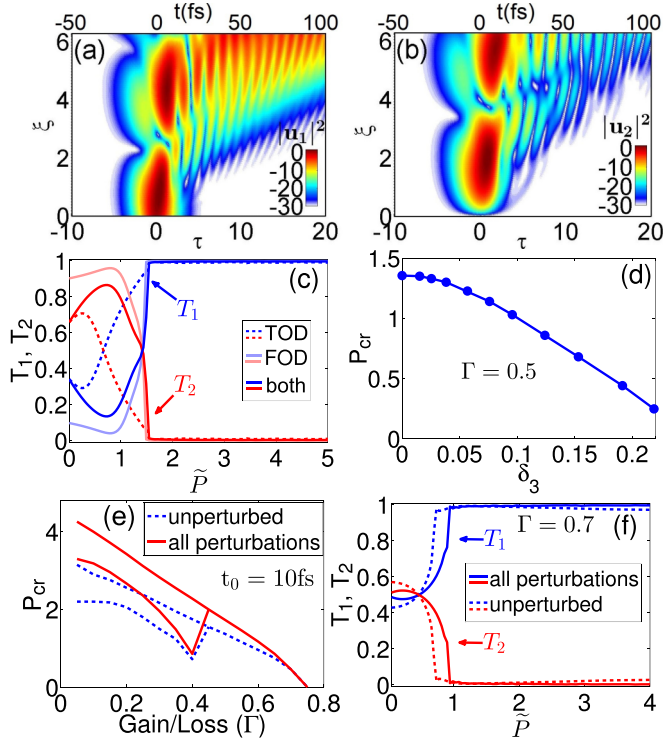 -50 0 t(fs) 50 100
-50 0 t(fs) 50 100
6
4
2
0
ξ
(a)
|u₁|²
0
-10
-20
-30
-10 0 τ 10 20
6
4
2
0
ξ
(b)
|u₂|²
0
-10
-20
-30
-10 0 τ 10 20
1
0.8
0.6
0.4
0.2
0
T₁, T₂
(c)
T₁
TOD
FOD
both
T₂
0 1 2 3 4 5
P̃
1.5
1
0.5
0
P_cr
(d)
Γ = 0.5
0 0.05 0.1 0.15 0.2
δ₃
4
2
0
P_cr
(e)
unperturbed
all perturbations
t₀ = 10fs
0 0.2 0.4 0.6 0.8
Gain/Loss (Γ)
1
0.8
0.6
0.4
0.2
0
T₁, T₂
Γ = 0.7
(f)
T₁
all perturbations
unperturbed
T₂
0 1 2 3 4
P̃